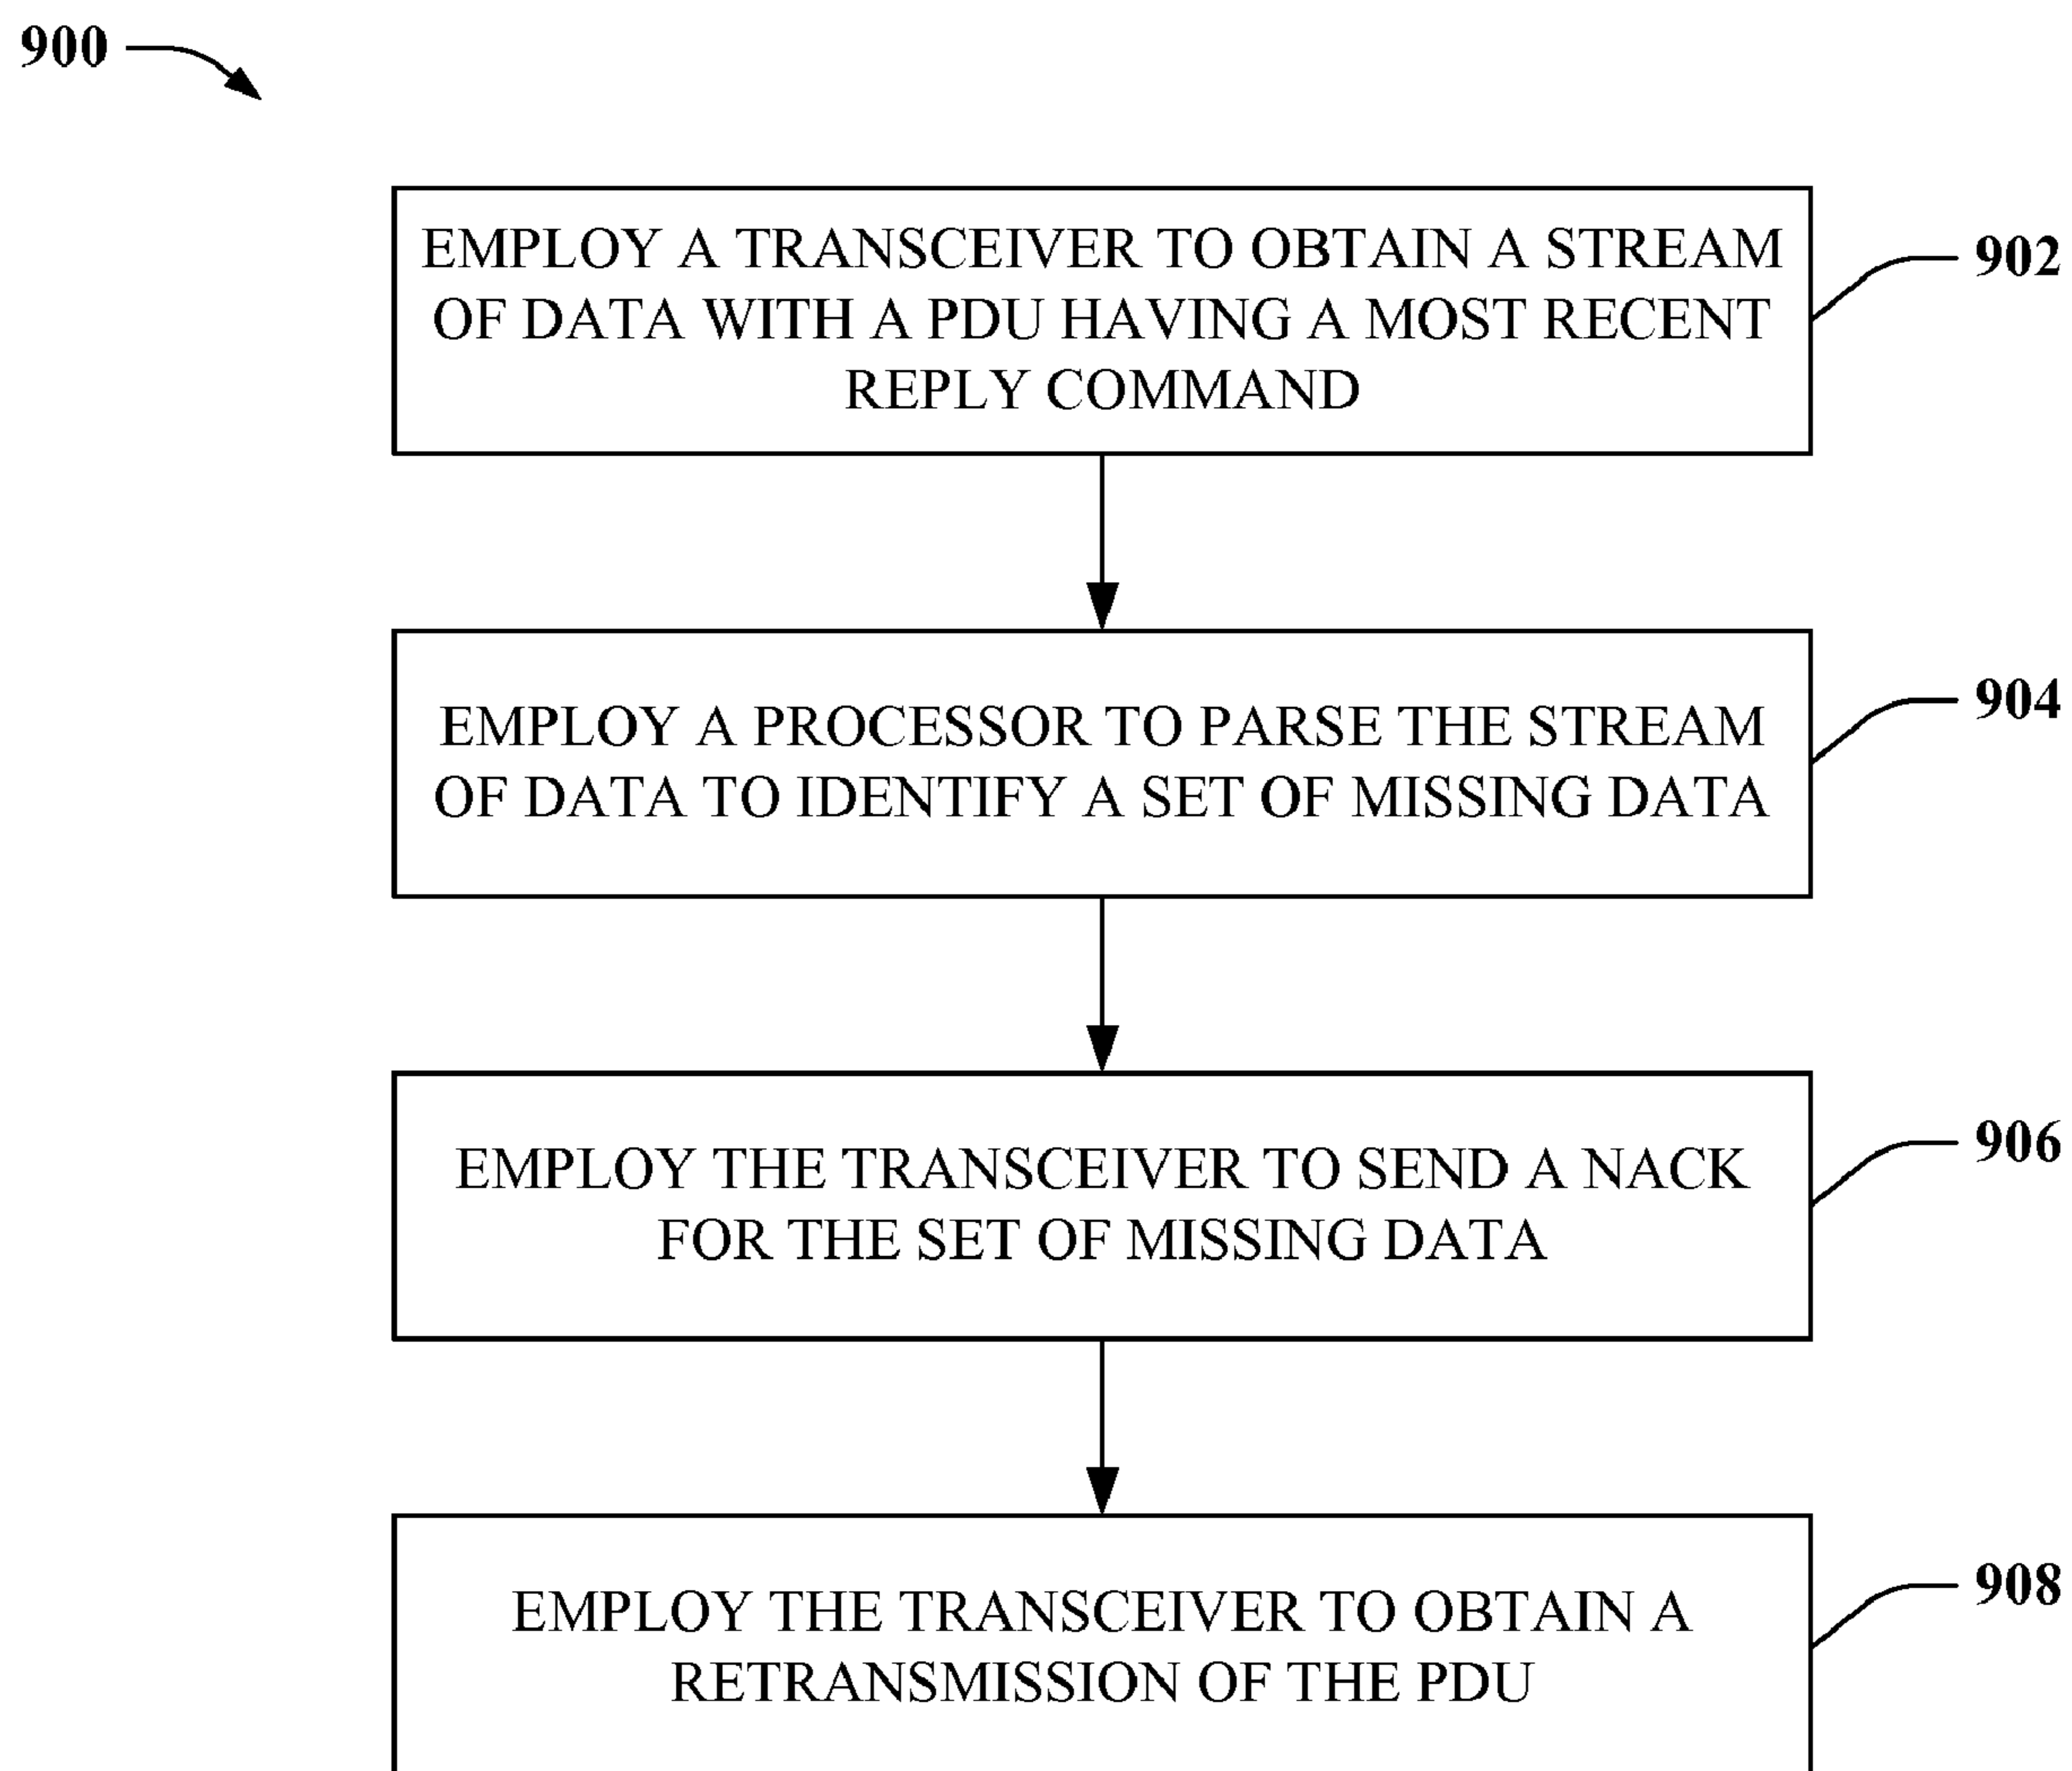 900
EMPLOY A TRANSCEIVER TO OBTAIN A STREAM
OF DATA WITH A PDU HAVING A MOST RECENT
REPLY COMMAND
902
EMPLOY A PROCESSOR TO PARSE THE STREAM
OF DATA TO IDENTIFY A SET OF MISSING DATA
904
EMPLOY THE TRANSCEIVER TO SEND A NACK
FOR THE SET OF MISSING DATA
906
EMPLOY THE TRANSCEIVER TO OBTAIN A
RETRANSMISSION OF THE PDU
908